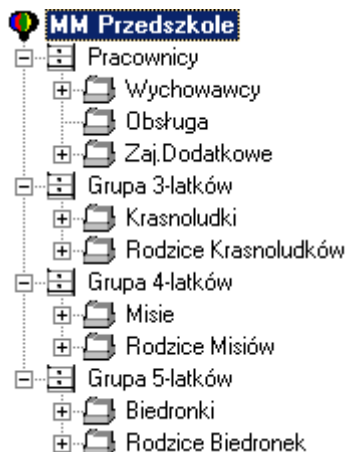 MM Przedszkole
Pracownicy
Wychowawcy
Obsługa
Zaj.Dodatkowe
Grupa 3-latków
Krasnoludki
Rodzice Krasnoludków
Grupa 4-latków
Misie
Rodzice Misiów
Grupa 5-latków
Biedronki
Rodzice Biedronek